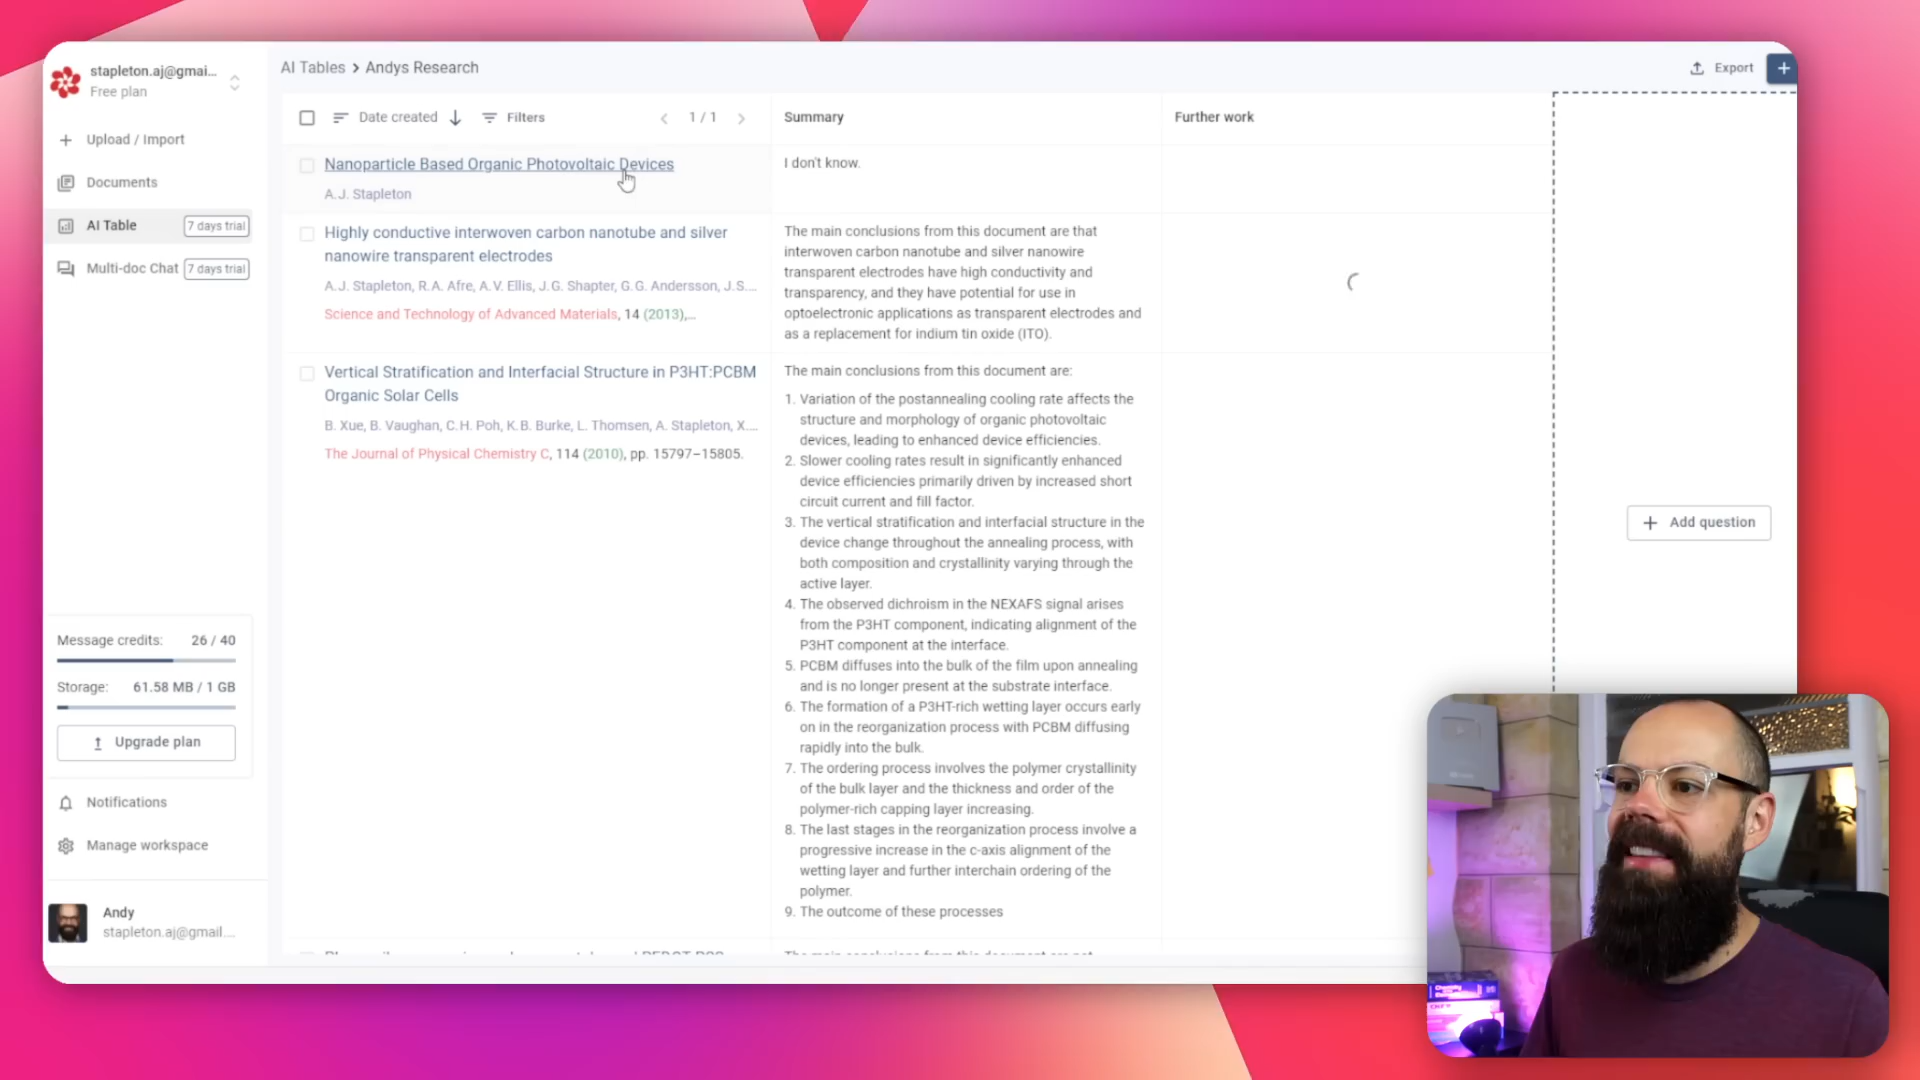 stapleton.aj@gmai...
Free plan
Upload / Import
Documents
AI Table
7 days trial
Multi-doc Chat
7 days trial
Message credits:
26 / 40
Storage:
61.58 MB / 1 GB
Upgrade plan
Notifications
Manage workspace
Andy
stapleton.aj@gmail....
AI Tables > Andys Research
Export
Date created
Filters
1 / 1
Summary
Further work
Nanoparticle Based Organic Photovoltaic Devices
A.J. Stapleton
I don't know.
Highly conductive interwoven carbon nanotube and silver
nanowire transparent electrodes
A.J. Stapleton, R.A. Afre, A.V. Ellis, J.G. Shapter, G.G. Andersson, J.S....
Science and Technology of Advanced Materials, 14 (2013),...
The main conclusions from this document are that
interwoven carbon nanotube and silver nanowire
transparent electrodes have high conductivity and
transparency, and they have potential for use in
optoelectronic applications as transparent electrodes and
as a replacement for indium tin oxide (ITO).
Vertical Stratification and Interfacial Structure in P3HT:PCBM
Organic Solar Cells
B. Xue, B. Vaughan, C.H. Poh, K.B. Burke, L. Thomsen, A. Stapleton, X....
The Journal of Physical Chemistry C, 114 (2010), pp. 15797–15805.
The main conclusions from this document are:
1. Variation of the postannealing cooling rate affects the
structure and morphology of organic photovoltaic
devices, leading to enhanced device efficiencies.
2. Slower cooling rates result in significantly enhanced
device efficiencies primarily driven by increased short
circuit current and fill factor.
3. The vertical stratification and interfacial structure in the
device change throughout the annealing process, with
both composition and crystallinity varying through the
active layer.
4. The observed dichroism in the NEXAFS signal arises
from the P3HT component, indicating alignment of the
P3HT component at the interface.
5. PCBM diffuses into the bulk of the film upon annealing
and is no longer present at the substrate interface.
6. The formation of a P3HT-rich wetting layer occurs early
on in the reorganization process with PCBM diffusing
rapidly into the bulk.
7. The ordering process involves the polymer crystallinity
of the bulk layer and the thickness and order of the
polymer-rich capping layer increasing.
8. The last stages in the reorganization process involve a
progressive increase in the c-axis alignment of the
wetting layer and further interchain ordering of the
polymer.
9. The outcome of these processes
Add question